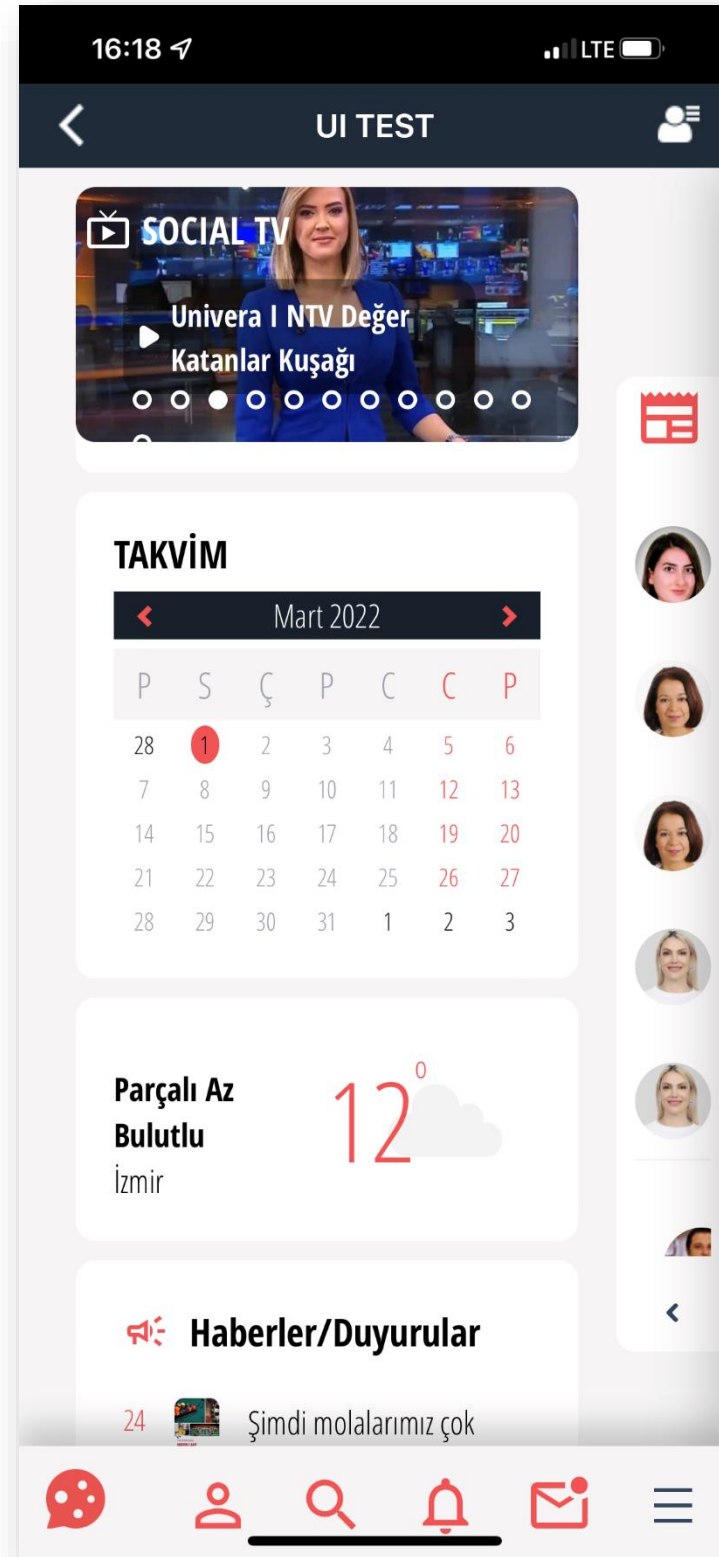 16:18
LTE
UI TEST
SOCIAL TV
Univera I NTV Değer
Katanlar Kuşağı
TAKVİM
Mart 2022
P S Ç P C C P
28 1 2 3 4 5 6
7 8 9 10 11 12 13
14 15 16 17 18 19 20
21 22 23 24 25 26 27
28 29 30 31 1 2 3
Parçalı Az
Bulutlu
İzmir
12°
Haberler/Duyurular
24 Şimdi molalarımız çok